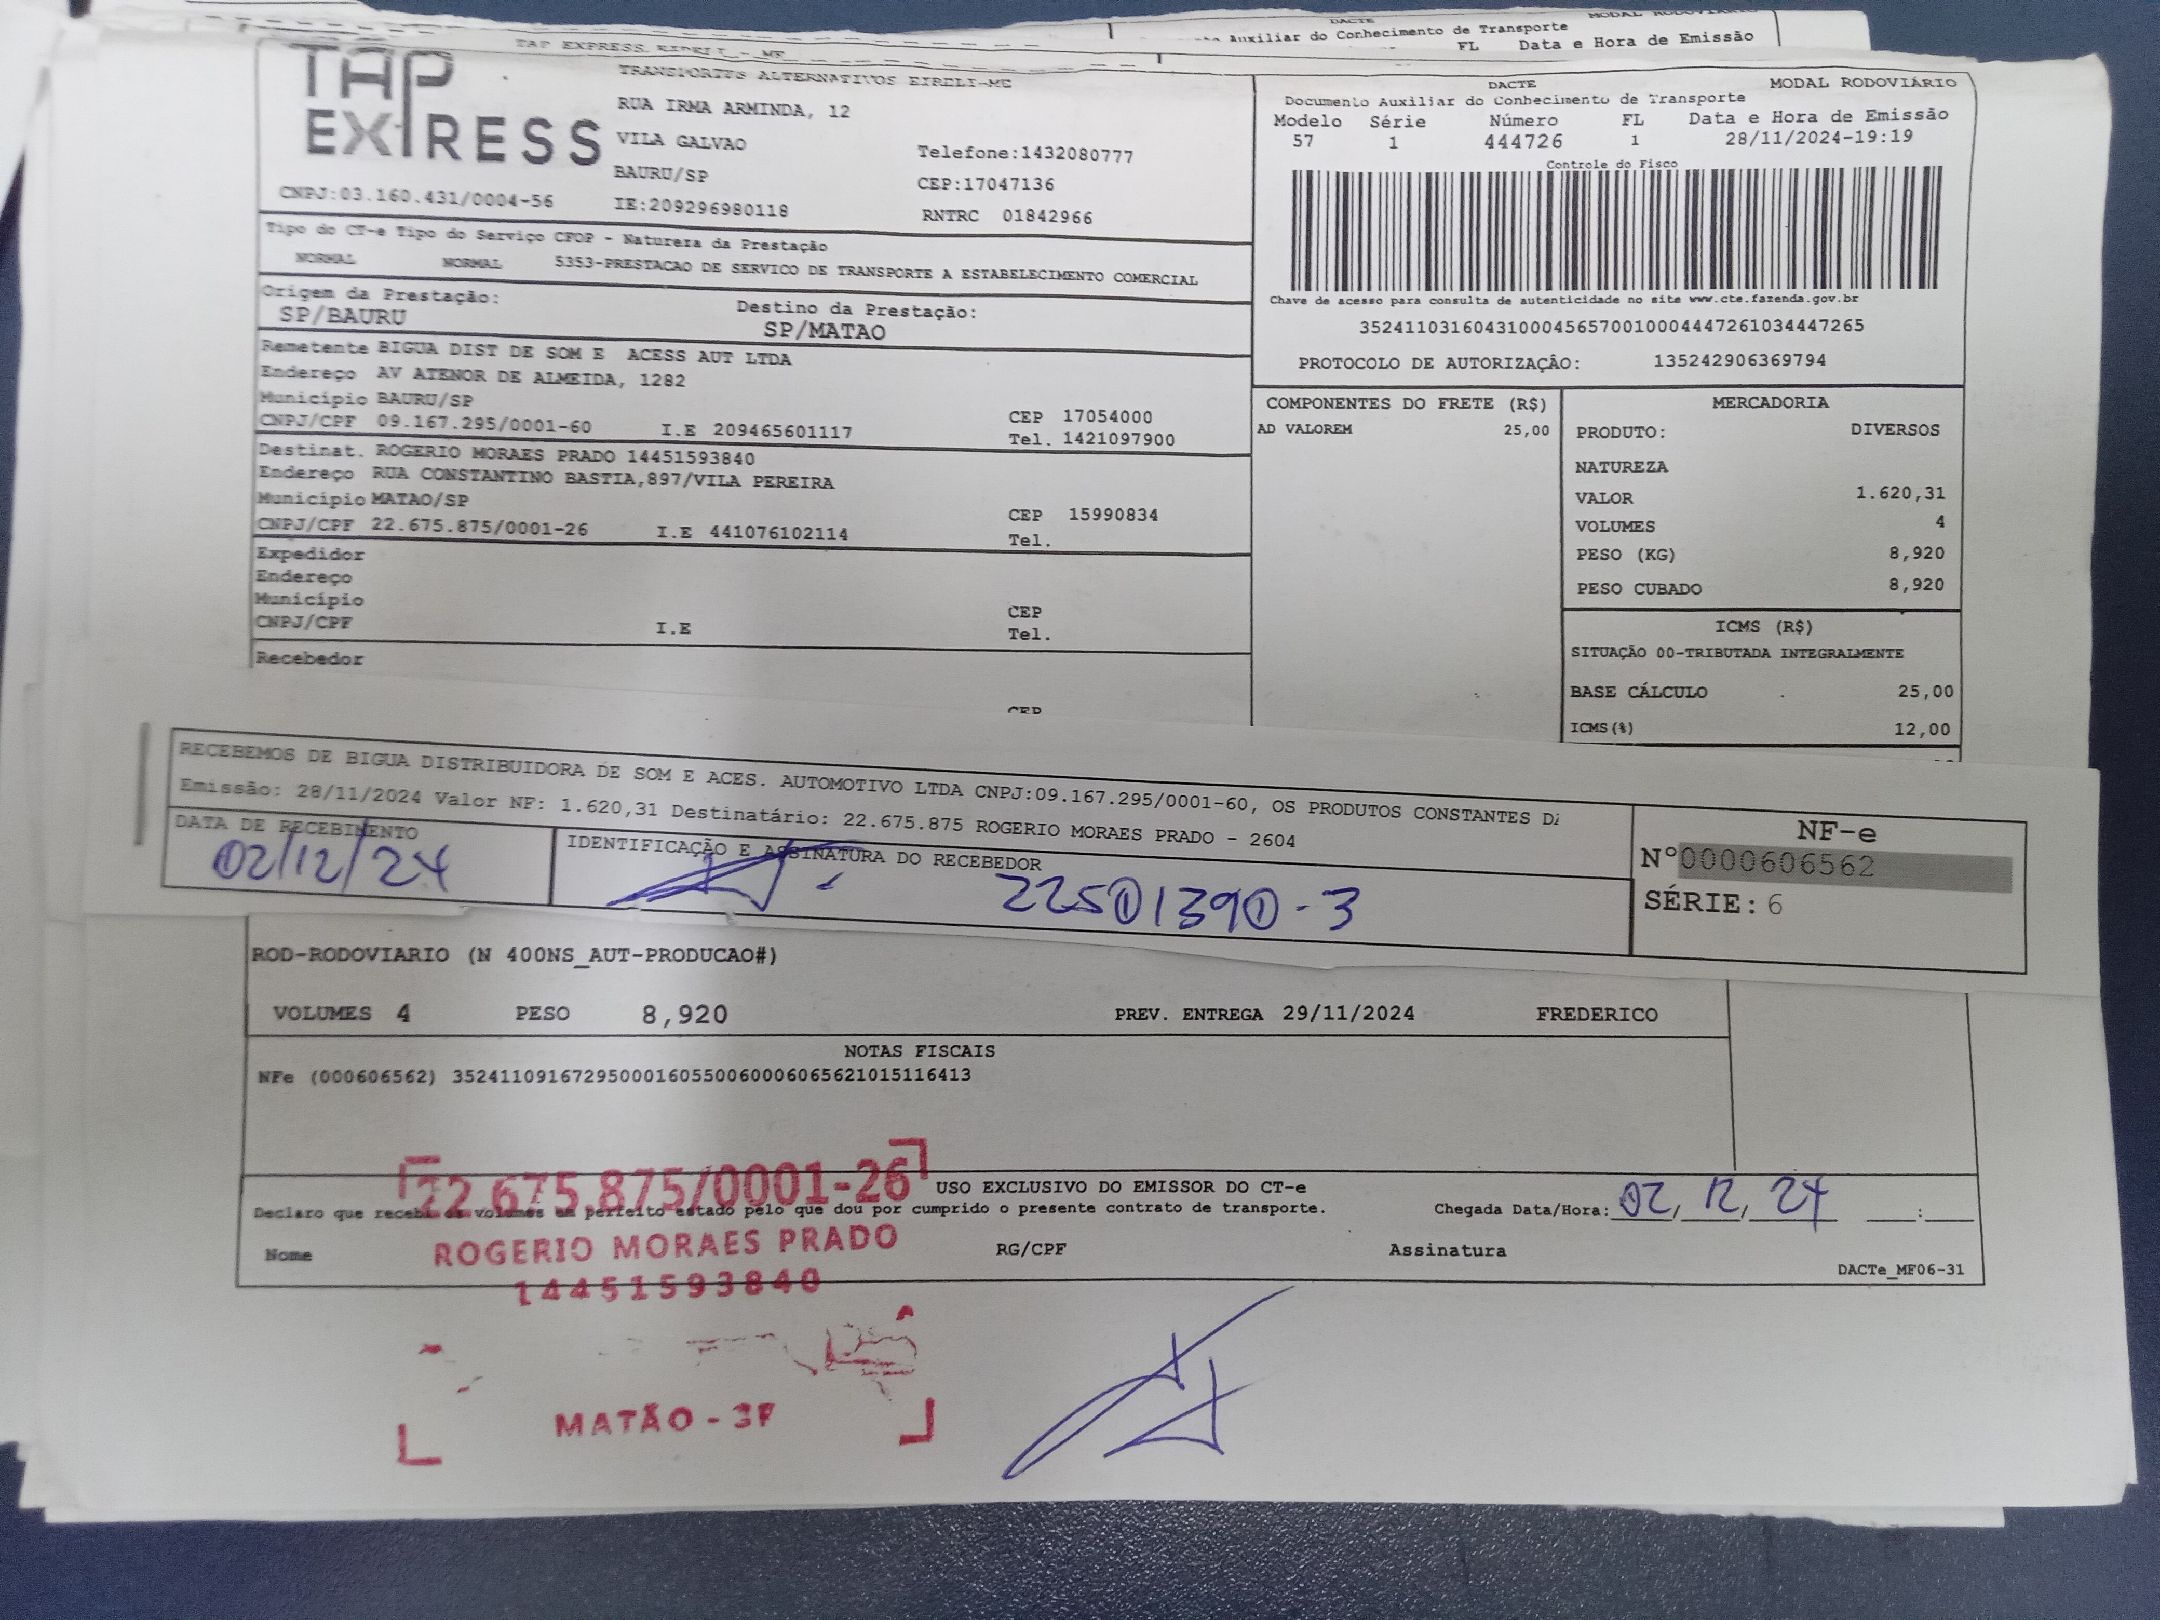 DACTE
MODAL RODOVIÁRIO
Auxiliar do Conhecimento de Transporte
FL Data e Hora de Emissão
TAP EXPRESS
TAP
EXPRESS
TRANSPORTES ALTERNATIVOS EIRELI-ME
RUA IRMA ARMINDA, 12
VILA GALVAO
Telefone:1432080777
BAURU/SP
CEP:17047136
CNPJ:03.160.431/0004-56
IE:209296980118
RNTRC 01842966
DACTE
MODAL RODOVIÁRIO
Documento Auxiliar do Conhecimento de Transporte
Modelo Série Número FL Data e Hora de Emissão
57 1 444726 1 28/11/2024-19:19
Controle do Fisco
Chave de acesso para consulta de autenticidade no site www.cte.fazenda.gov.br
35241103160431000456570010004447261034447265
PROTOCOLO DE AUTORIZAÇÃO: 135242906369794
Tipo do CT-e Tipo do Serviço CFOP - Natureza da Prestação
NORMAL NORMAL 5353-PRESTACAO DE SERVICO DE TRANSPORTE A ESTABELECIMENTO COMERCIAL
Origem da Prestação: Destino da Prestação:
SP/BAURU SP/MATAO
Remetente BIGUA DIST DE SOM E ACESS AUT LTDA
Endereço AV ATENOR DE ALMEIDA, 1282
Município BAURU/SP CEP 17054000
CNPJ/CPF 09.167.295/0001-60 I.E 209465601117 Tel. 1421097900
Destinat. ROGERIO MORAES PRADO 14451593840
Endereço RUA CONSTANTINO BASTIA,897/VILA PEREIRA
Município MATAO/SP CEP 15990834
CNPJ/CPF 22.675.875/0001-26 I.E 441076102114 Tel.
Expedidor
Endereço
Município CEP
CNPJ/CPF I.E Tel.
Recebedor
CEP
COMPONENTES DO FRETE (R$)
AD VALOREM 25,00
MERCADORIA
PRODUTO: DIVERSOS
NATUREZA
VALOR 1.620,31
VOLUMES 4
PESO (KG) 8,920
PESO CUBADO 8,920
ICMS (R$)
SITUAÇÃO 00-TRIBUTADA INTEGRALMENTE
BASE CÁLCULO 25,00
ICMS(%) 12,00
RECEBEMOS DE BIGUA DISTRIBUIDORA DE SOM E ACES. AUTOMOTIVO LTDA CNPJ:09.167.295/0001-60, OS PRODUTOS CONSTANTES DA
Emissão: 28/11/2024 Valor NF: 1.620,31 Destinatário: 22.675.875 ROGERIO MORAES PRADO - 2604
DATA DE RECEBIMENTO
02/12/24
IDENTIFICAÇÃO E ASSINATURA DO RECEBEDOR
22501390-3
NF-e
Nº0000606562
SÉRIE: 6
ROD-RODOVIARIO (N 400NS_AUT-PRODUCAO#)
VOLUMES 4 PESO 8,920 PREV. ENTREGA 29/11/2024 FREDERICO
NOTAS FISCAIS
NFe (000606562) 35241109167295000160550060006065621015116413
22.675.875/0001-26
USO EXCLUSIVO DO EMISSOR DO CT-e
Declaro que recebi os volumes em perfeito estado pelo que dou por cumprido o presente contrato de transporte.
Chegada Data/Hora: 02, 12, 24 __:__
Nome RG/CPF Assinatura
ROGERIO MORAES PRADO
14451593840
DACTe_MF06-31
MATÃO - SP